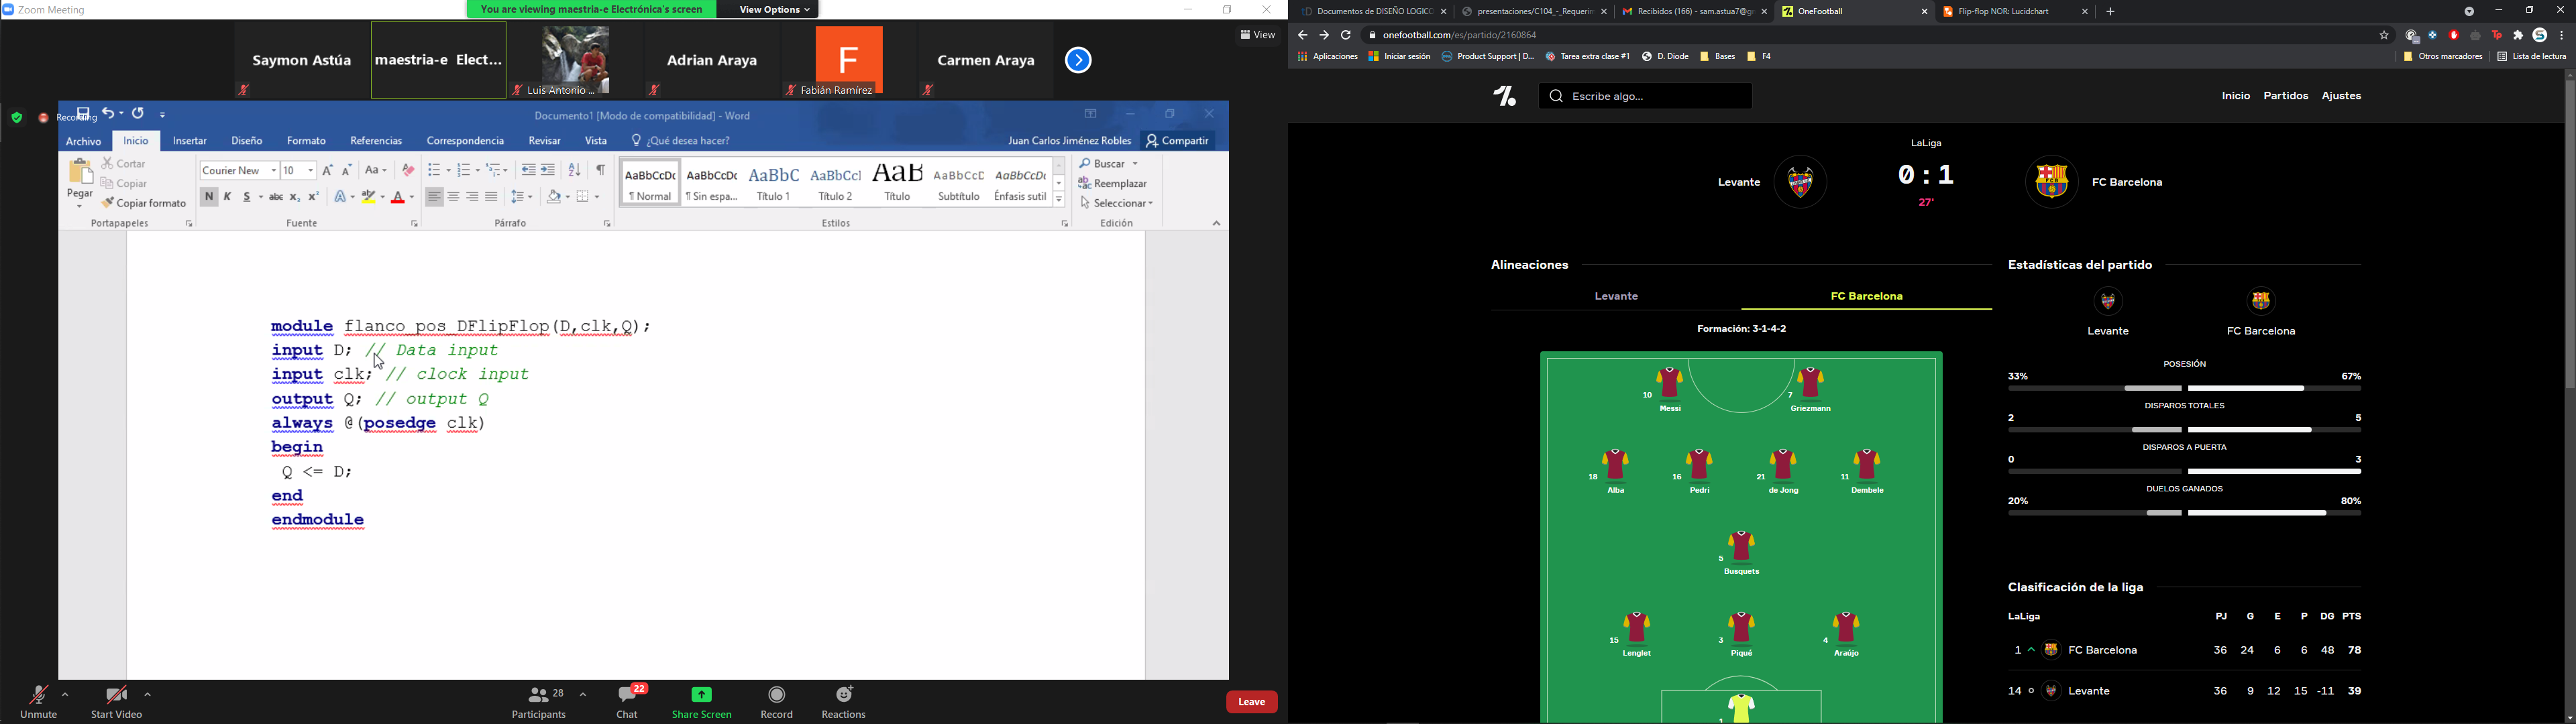 Zoom Meeting
You are viewing maestria-e Electrónica's screen
View Options
View
Saymon Astúa
maestria-e Elect...
Luis Antonio ...
Adrian Araya
F
Fabián Ramírez
Carmen Araya
Recording
Documento1 [Modo de compatibilidad] - Word
Archivo
Inicio
Insertar
Diseño
Formato
Referencias
Correspondencia
Revisar
Vista
¿Qué desea hacer?
Juan Carlos Jiménez Robles
Compartir
Pegar
Cortar
Copiar
Copiar formato
Portapapeles
Courier New
10
Aa
N K S abc x₂ x²
Fuente
Párrafo
AaBbCcDc
¶ Normal
AaBbCcDc
¶ Sin espa...
AaBbC
Título 1
AaBbCcl
Título 2
AaB
Título
AaBbCcD
Subtítulo
AaBbCcDc
Énfasis sutil
Estilos
Buscar
Reemplazar
Seleccionar
Edición
module flanco_pos_DFlipFlop(D,clk,Q);
input D; // Data input
input clk; // clock input
output Q; // output Q
always @(posedge clk)
begin
Q <= D;
end
endmodule
Unmute
Start Video
Participants
28
Chat
22
Share Screen
Record
Reactions
Leave
Documentos de DISEÑO LOGICO
presentaciones/C104_-_Requerin
Recibidos (166) - sam.astua7@g
OneFootball
Flip-flop NOR: Lucidchart
onefootball.com/es/partido/2160864
Aplicaciones
Iniciar sesión
Product Support | D...
Tarea extra clase #1
D. Diode
Bases
F4
Otros marcadores
Lista de lectura
Escribe algo...
Inicio
Partidos
Ajustes
LaLiga
Levante
0 : 1
FC Barcelona
27'
Alineaciones
Levante
FC Barcelona
Formación: 3-1-4-2
10
Messi
7
Griezmann
18
Alba
16
Pedri
21
de Jong
11
Dembele
5
Busquets
15
Lenglet
3
Piqué
4
Araújo
1
Estadísticas del partido
Levante
FC Barcelona
POSESIÓN
33% 67%
DISPAROS TOTALES
2 5
DISPAROS A PUERTA
0 3
DUELOS GANADOS
20% 80%
Clasificación de la liga
LaLiga PJ G E P DG PTS
1 FC Barcelona 36 24 6 6 48 78
14 Levante 36 9 12 15 -11 39